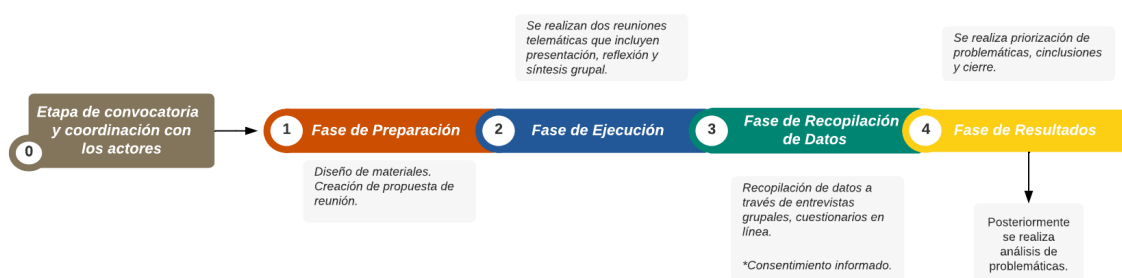 Se realizan dos reuniones
telemáticas que incluyen
presentación, reflexión y
síntesis grupal.
Se realiza priorización de
problemáticas, cinclusiones
y cierre.
Etapa de convocatoria
y coordinación con
los actores
0
1
Fase de Preparación
2
Fase de Ejecución
3
Fase de Recopilación
de Datos
4
Fase de Resultados
Diseño de materiales.
Creación de propuesta de
reunión.
Recopilación de datos a
través de entrevistas
grupales, cuestionarios en
línea.
*Consentimiento informado.
Posteriormente
se realiza
análisis de
problemáticas.